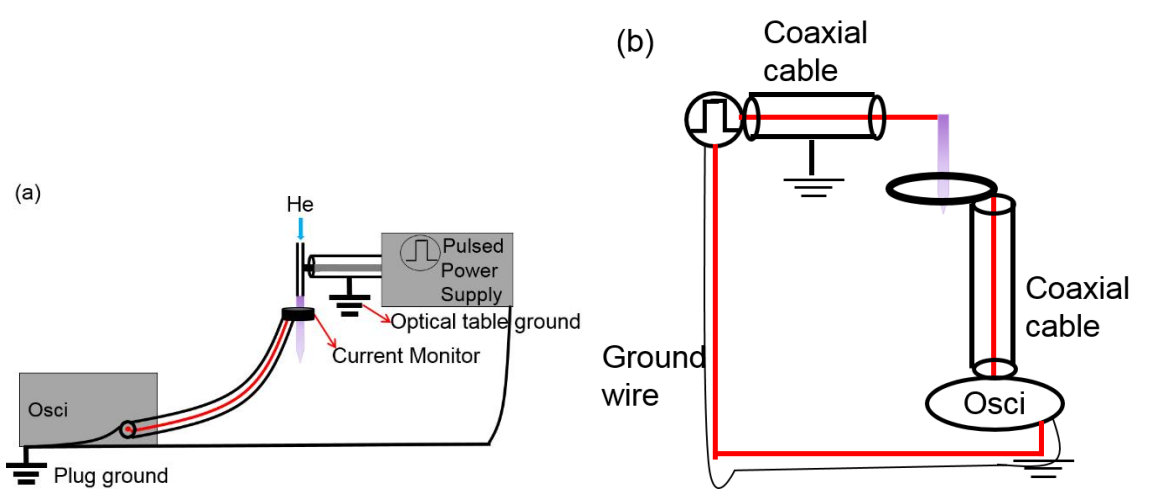 (a)
He
Pulsed
Power
Supply
Optical table ground
Current Monitor
Osci
Plug ground
(b)
Coaxial
cable
Coaxial
cable
Ground
wire
Osci